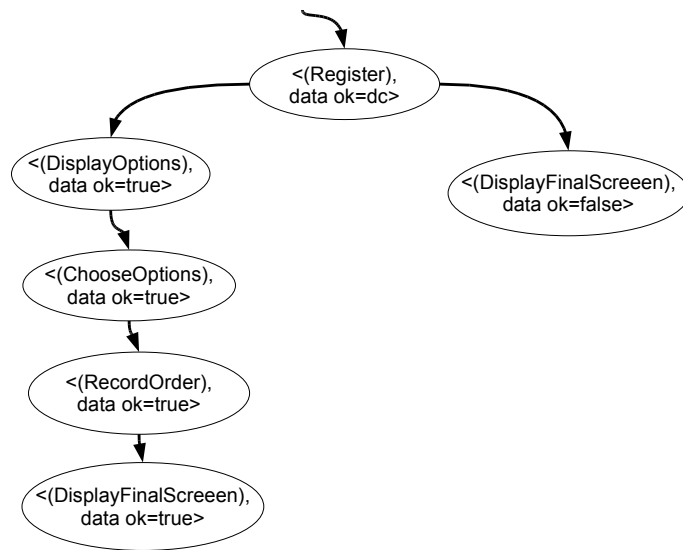 <(Register),
data ok=dc>
<(DisplayOptions),
data ok=true>
<(DisplayFinalScreeen),
data ok=false>
<(ChooseOptions),
data ok=true>
<(RecordOrder),
data ok=true>
<(DisplayFinalScreeen),
data ok=true>